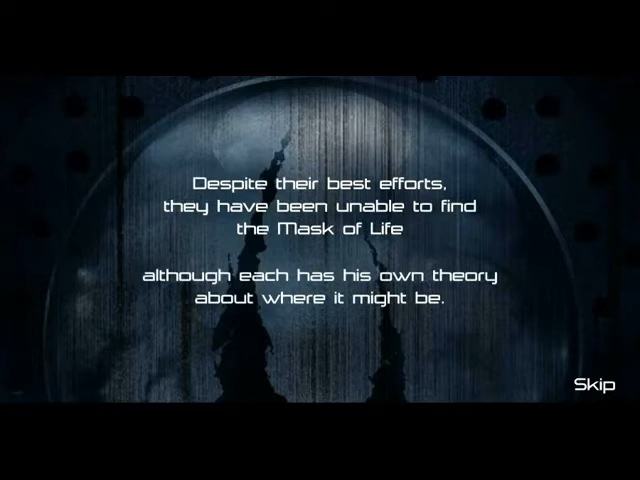 Despite their best efforts,
they have been unable to find
the Mask of Life
although each has his own theory
about where it might be.
Skip